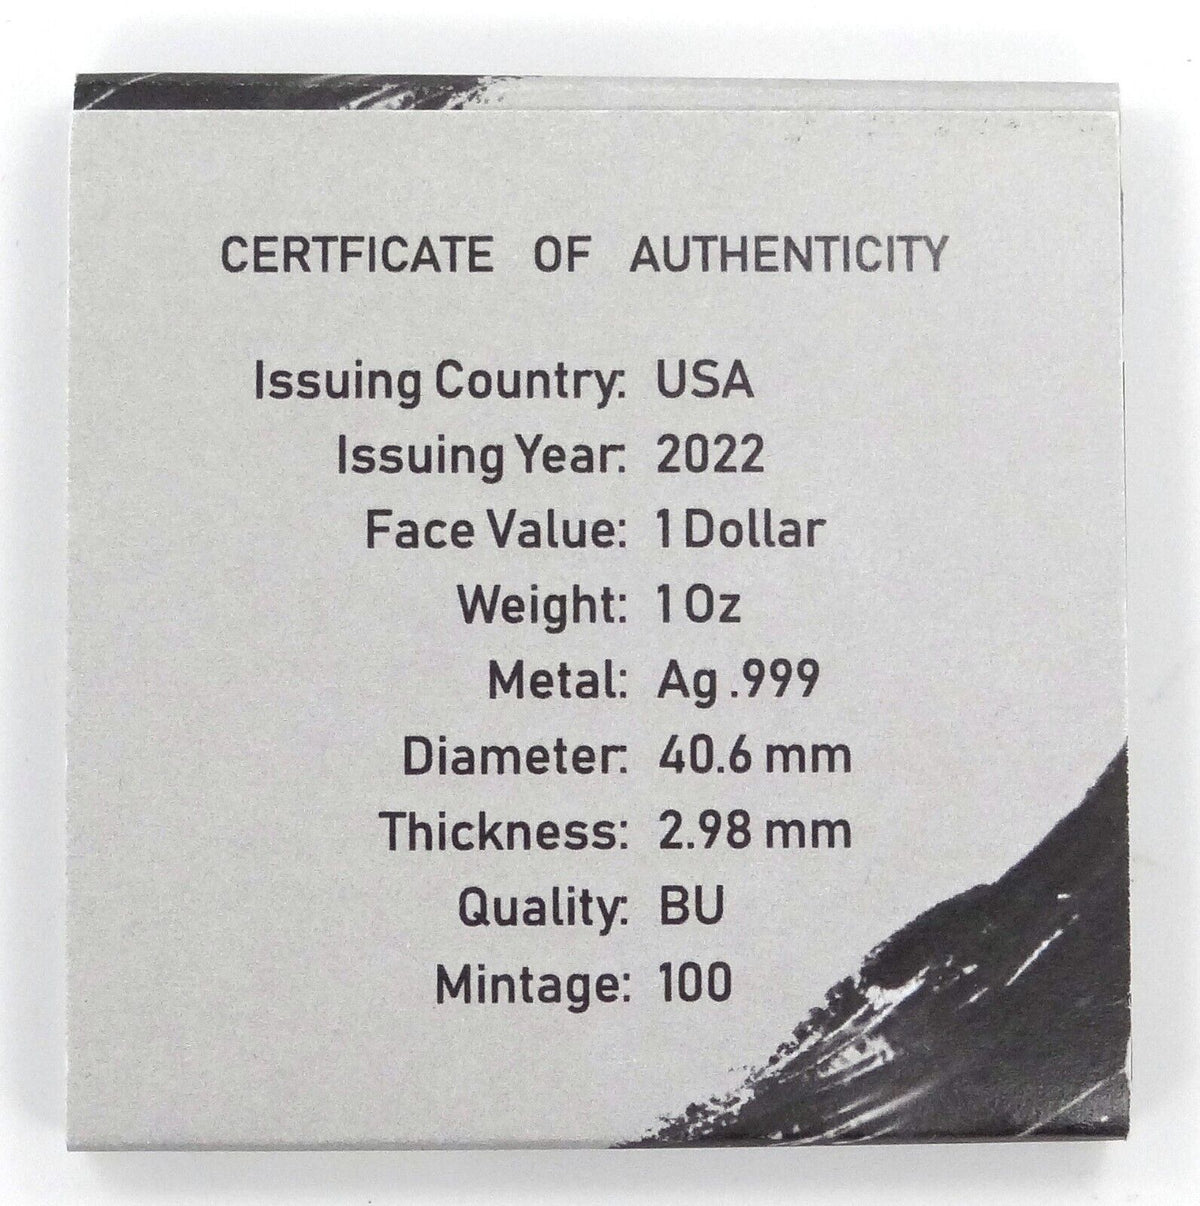 CERTFICATE OF AUTHENTICITY
Issuing Country: USA
Issuing Year: 2022
Face Value: 1 Dollar
Weight: 1 Oz
Metal: Ag .999
Diameter: 40.6 mm
Thickness: 2.98 mm
Quality: BU
Mintage: 100